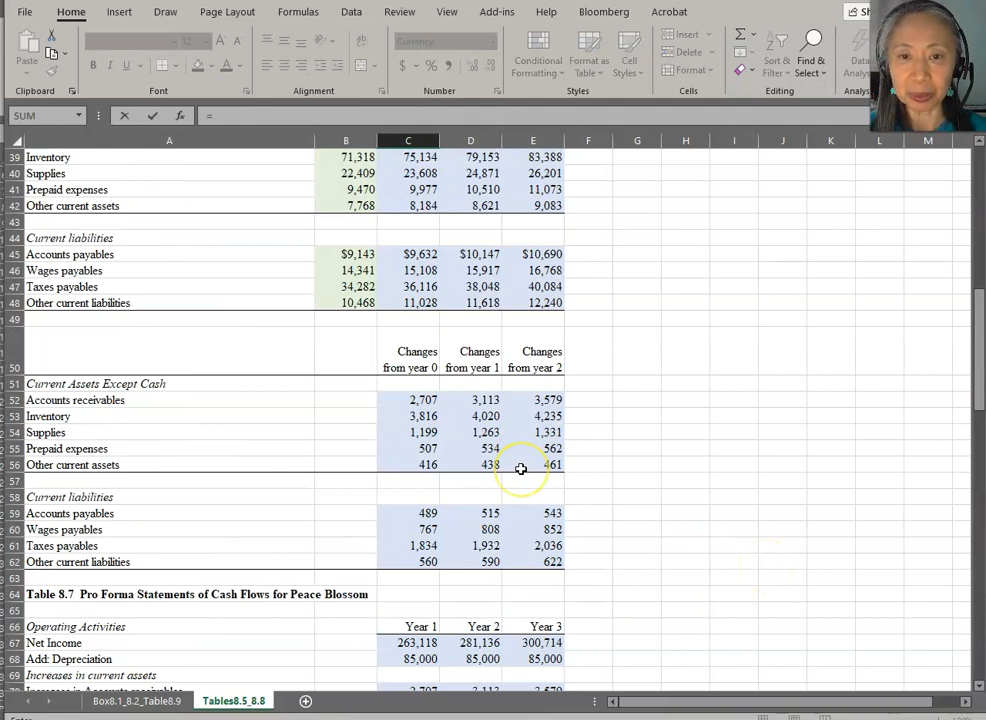 File Home Insert Draw Page Layout Formulas Data Review View Add-ins Help Bloomberg Acrobat Sh
Paste 12 Currency Conditional Formatting Format as Table Cell Styles Insert Delete Format Sort & Filter Find & Select Data Analys
Clipboard Font Alignment Number Styles Cells Editing Analys
SUM =
A B C D E F G H I J K L M
39 Inventory 71,318 75,134 79,153 83,388
40 Supplies 22,409 23,608 24,871 26,201
41 Prepaid expenses 9,470 9,977 10,510 11,073
42 Other current assets 7,768 8,184 8,621 9,083
43
44 Current liabilities
45 Accounts payables $9,143 $9,632 $10,147 $10,690
46 Wages payables 14,341 15,108 15,917 16,768
47 Taxes payables 34,282 36,116 38,048 40,084
48 Other current liabilities 10,468 11,028 11,618 12,240
49
Changes Changes Changes
50 from year 0 from year 1 from year 2
51 Current Assets Except Cash
52 Accounts receivables 2,707 3,113 3,579
53 Inventory 3,816 4,020 4,235
54 Supplies 1,199 1,263 1,331
55 Prepaid expenses 507 534 562
56 Other current assets 416 438 461
57
58 Current liabilities
59 Accounts payables 489 515 543
60 Wages payables 767 808 852
61 Taxes payables 1,834 1,932 2,036
62 Other current liabilities 560 590 622
63
64 Table 8.7 Pro Forma Statements of Cash Flows for Peace Blossom
65
66 Operating Activities Year 1 Year 2 Year 3
67 Net Income 263,118 281,136 300,714
68 Add: Depreciation 85,000 85,000 85,000
69 Increases in current assets
Increases in Accounts receivables 2,707 3,113 3,579
Box8.1_8.2_Table8.9 Tables8.5_8.8